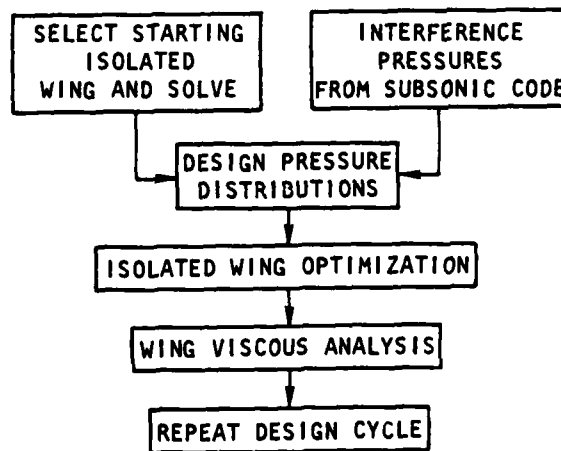 SELECT STARTING
ISOLATED
WING AND SOLVE
INTERFERENCE
PRESSURES
FROM SUBSONIC CODE
DESIGN PRESSURE
DISTRIBUTIONS
ISOLATED WING OPTIMIZATION
WING VISCOUS ANALYSIS
REPEAT DESIGN CYCLE